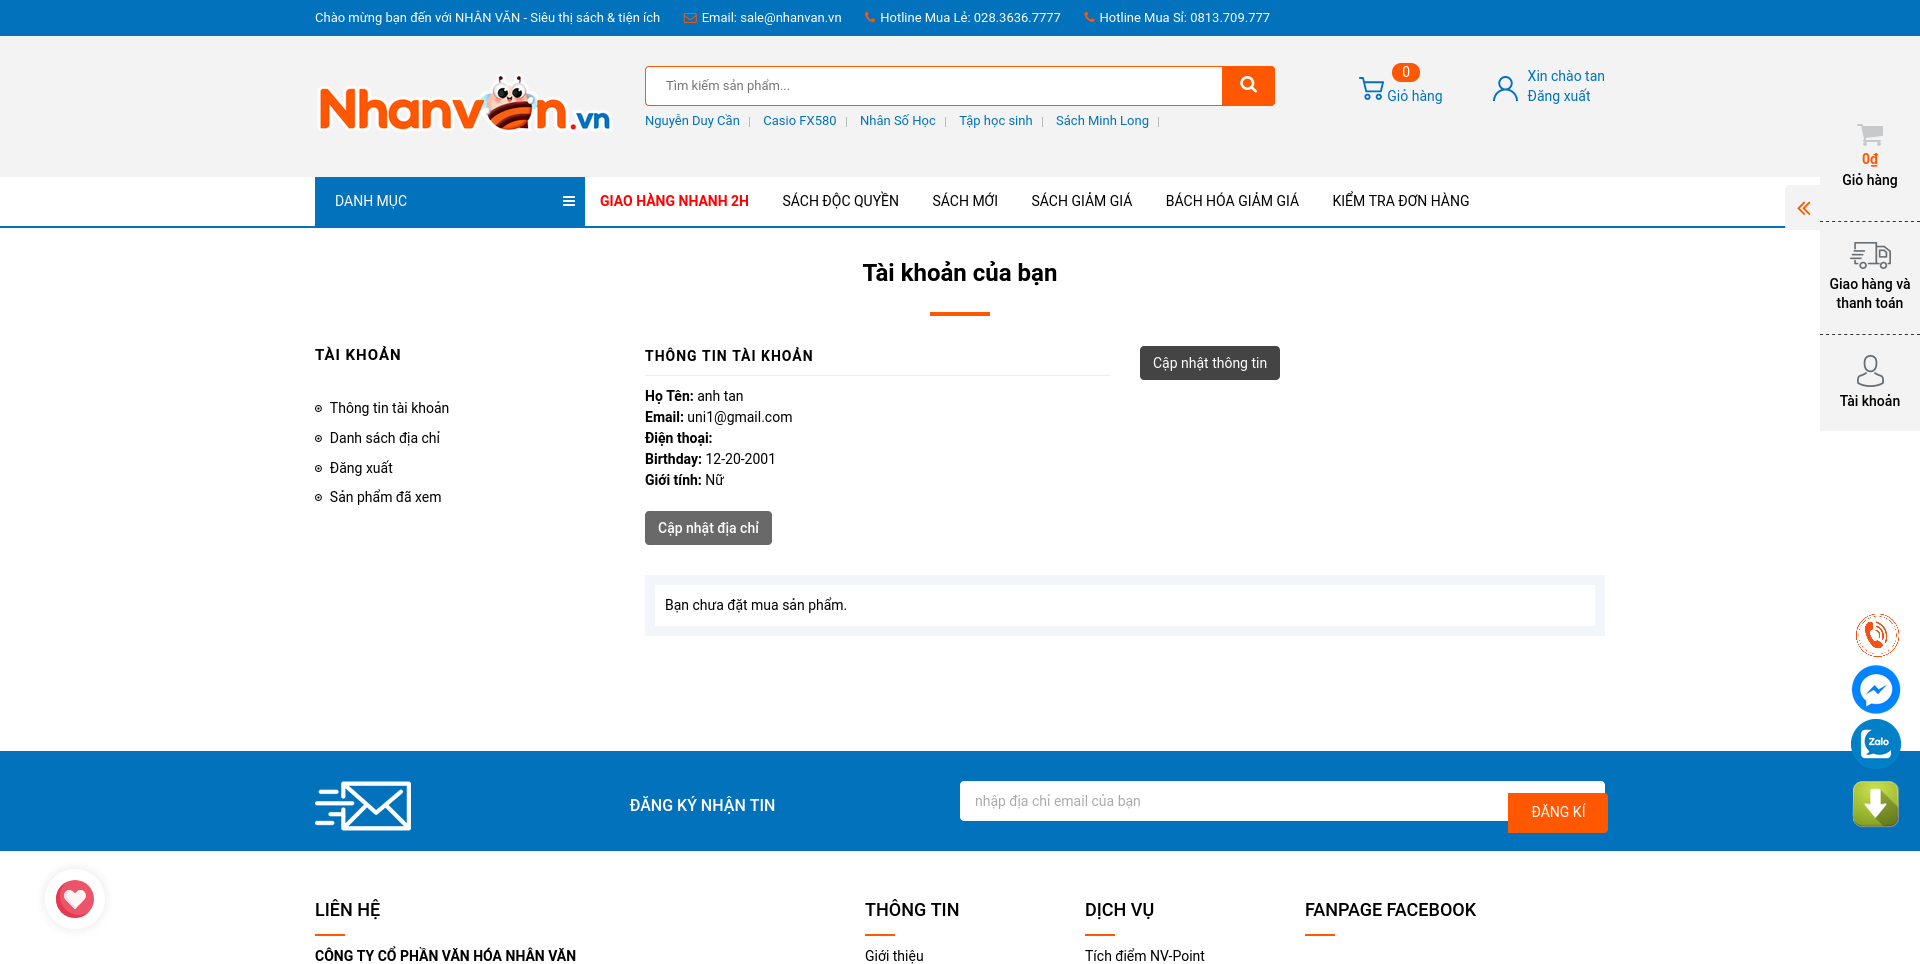 Chào mừng bạn đến với NHÂN VĂN - Siêu thị sách & tiện ích Email: sale@nhanvan.vn Hotline Mua Lẻ: 028.3636.7777 Hotline Mua Sỉ: 0813.709.777
Nhanvan.vn
Tìm kiếm sản phẩm...
0
Giỏ hàng
Xin chào tan
Đăng xuất
Nguyễn Duy Cần | Casio FX580 | Nhân Số Học | Tập học sinh | Sách Minh Long |
0₫
Giỏ hàng
DANH MỤC
GIAO HÀNG NHANH 2H SÁCH ĐỘC QUYỀN SÁCH MỚI SÁCH GIẢM GIÁ BÁCH HÓA GIẢM GIÁ KIỂM TRA ĐƠN HÀNG
Giao hàng và
thanh toán
Tài khoản
Tài khoản của bạn
TÀI KHOẢN
Thông tin tài khoản
Danh sách địa chỉ
Đăng xuất
Sản phẩm đã xem
THÔNG TIN TÀI KHOẢN
Họ Tên: anh tan
Email: uni1@gmail.com
Điện thoại:
Birthday: 12-20-2001
Giới tính: Nữ
Cập nhật địa chỉ
Cập nhật thông tin
Bạn chưa đặt mua sản phẩm.
Zalo
ĐĂNG KÝ NHẬN TIN
nhập địa chỉ email của bạn
ĐĂNG KÍ
LIÊN HỆ
CÔNG TY CỔ PHẦN VĂN HÓA NHÂN VĂN
THÔNG TIN
Giới thiệu
DỊCH VỤ
Tích điểm NV-Point
FANPAGE FACEBOOK